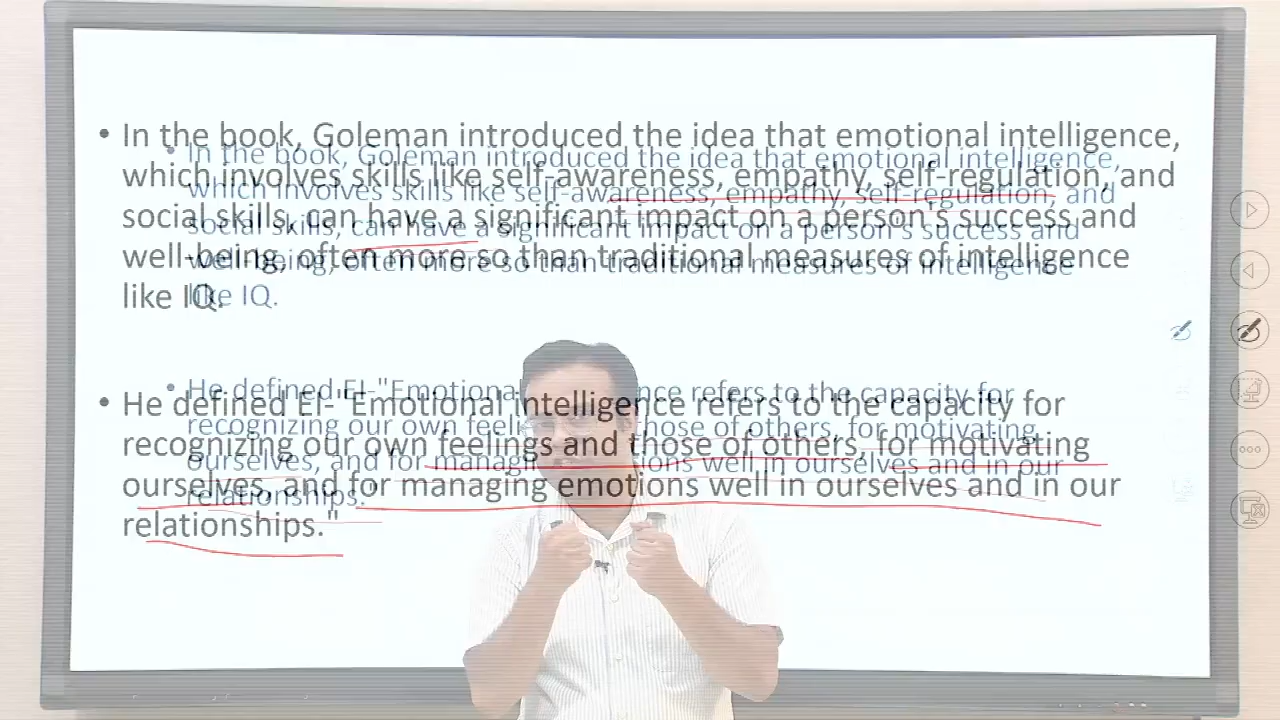 • In the book, Goleman introduced the idea that emotional intelligence,
which involves skills like self-awareness, empathy, self-regulation, and
social skills, can have a significant impact on a person's success and
well-being, often more so than traditional measures of intelligence
like IQ.
• He defined EI-"Emotional intelligence refers to the capacity for
recognizing our own feelings and those of others, for motivating
ourselves, and for managing emotions well in ourselves and in our
relationships."